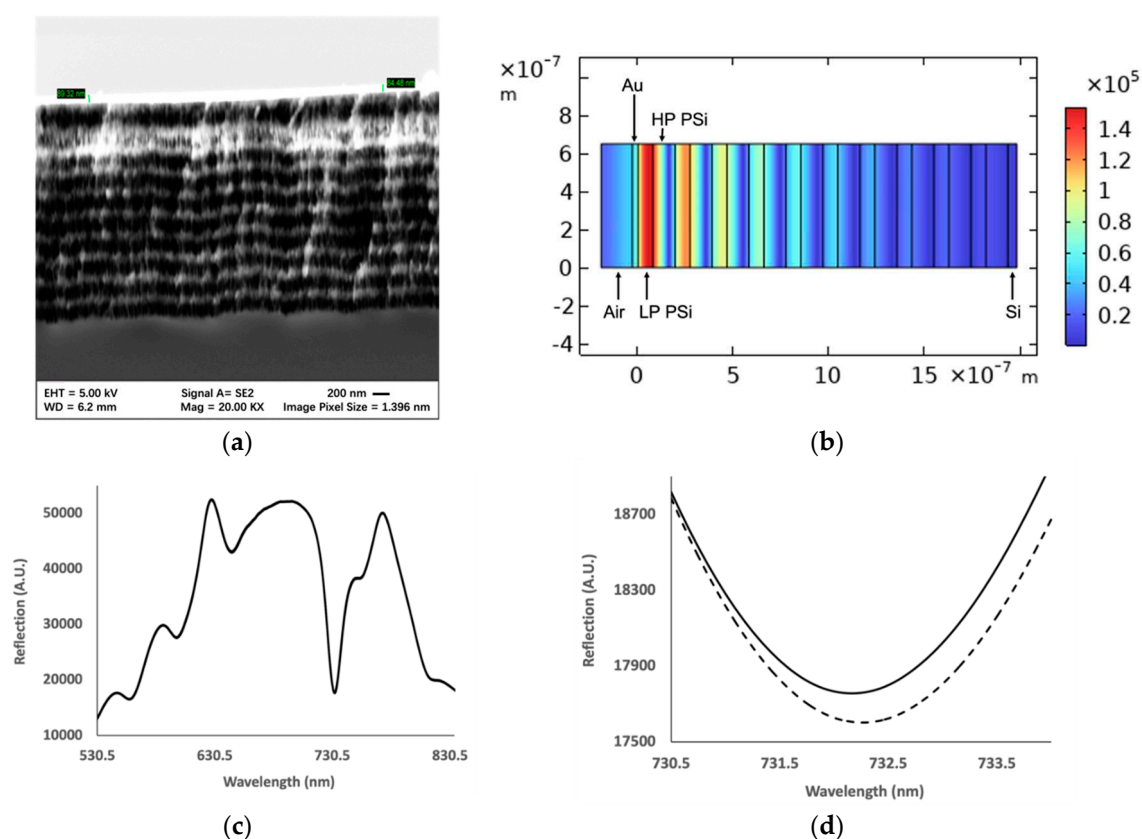 69.32 nm
64.48 nm
EHT = 5.00 kV
Signal A= SE2
200 nm
WD = 6.2 mm
Mag = 20.00 KX
Image Pixel Size = 1.396 nm
(a)
×10⁻⁷
m
×10⁵
Au
HP PSi
8
6
4
2
0
-2
-4
1.4
1.2
1
0.8
0.6
0.4
0.2
Air
LP PSi
Si
0
5
10
15
×10⁻⁷ m
(b)
Reflection (A.U.)
50000
40000
30000
20000
10000
530.5
630.5
730.5
830.5
Wavelength (nm)
(c)
Reflection (A.U.)
18700
18300
17900
17500
730.5
731.5
732.5
733.5
Wavelength (nm)
(d)